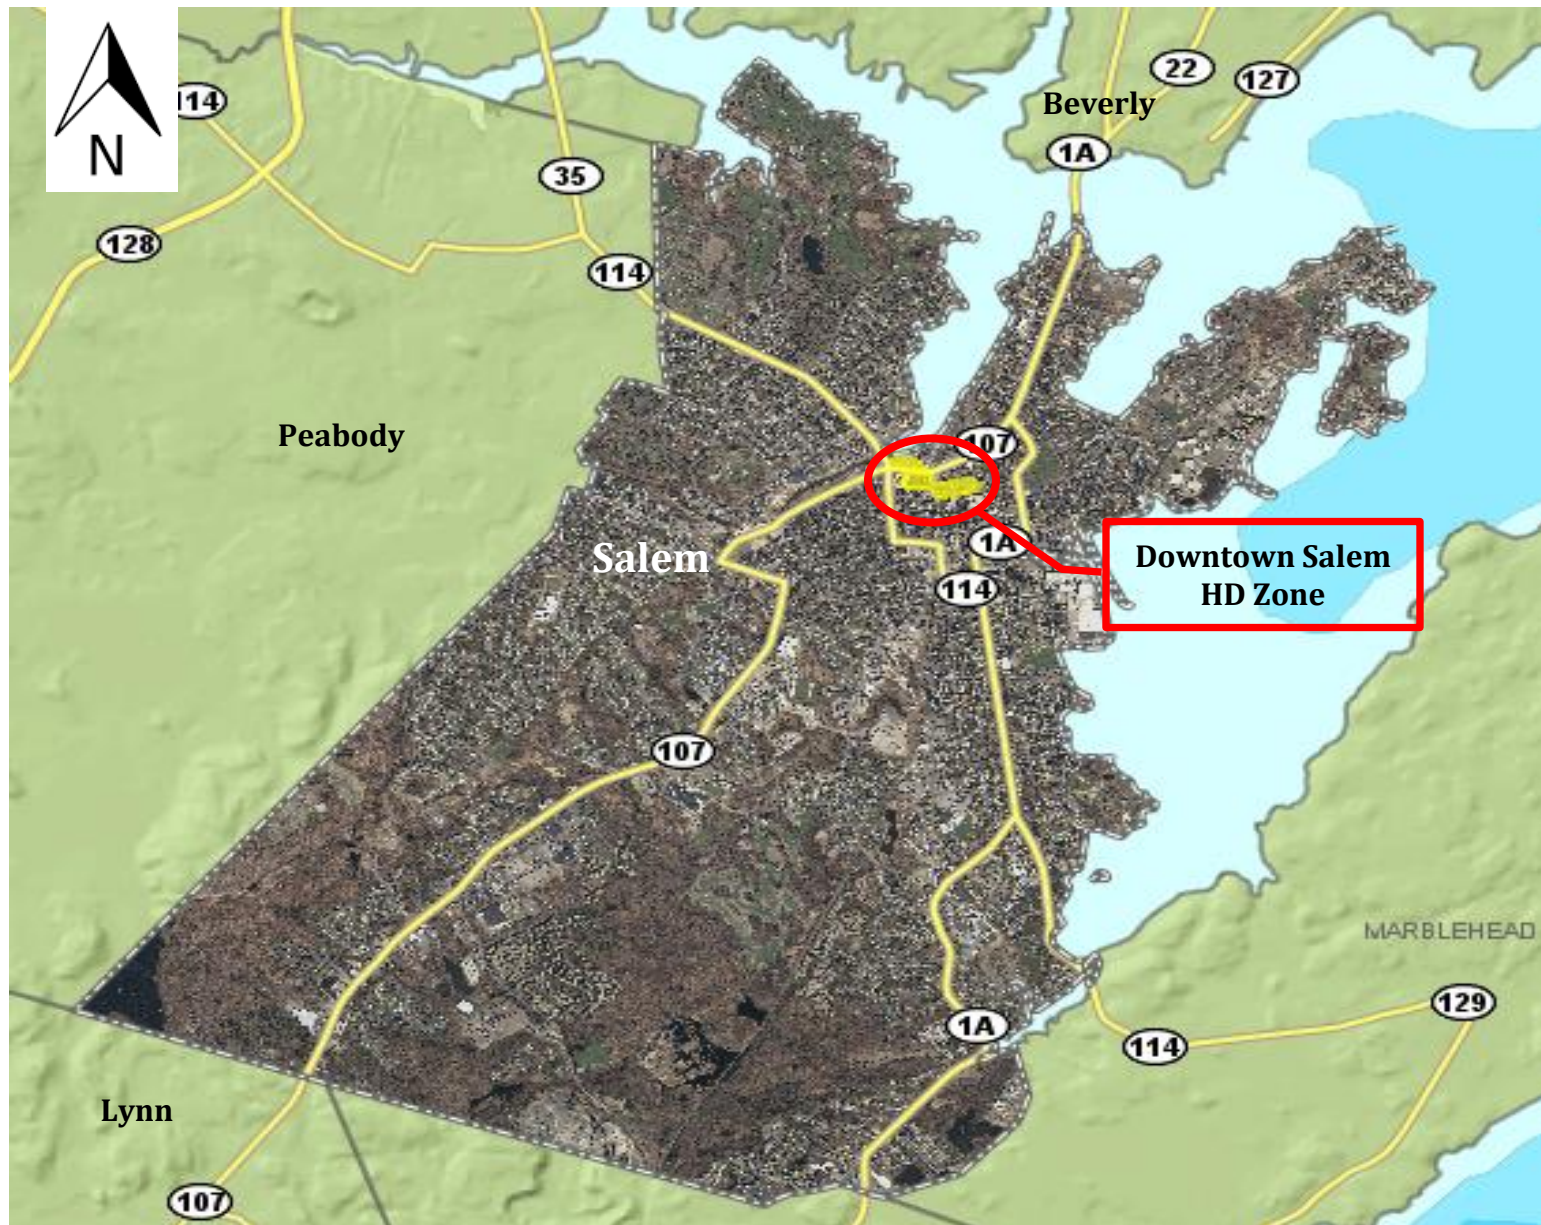 N
114
22
127
Beverly
1A
35
128
114
Peabody
107
Salem
1A
Downtown Salem
HD Zone
114
107
MARBLEHEAD
129
1A
114
Lynn
107